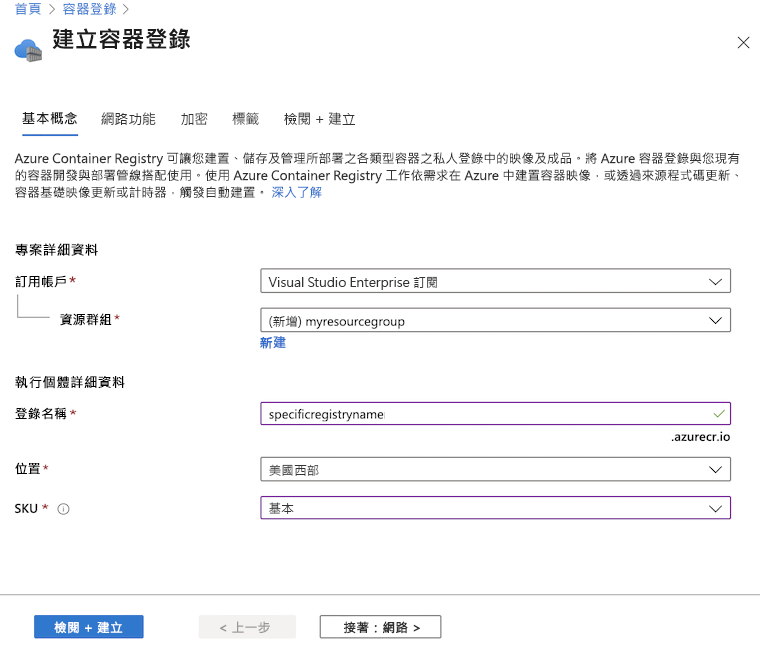 首頁 > 容器登錄 >
建立容器登錄
基本概念 網路功能 加密 標籤 檢閱 + 建立
Azure Container Registry 可讓您建置、儲存及管理所部署之各類型容器之私人登錄中的映像及成品。將 Azure 容器登錄與您現有
的容器開發與部署管線搭配使用。使用 Azure Container Registry 工作依需求在 Azure 中建置容器映像，或透過來源程式碼更新、
容器基礎映像更新或計時器，觸發自動建置。 深入了解
專案詳細資料
訂用帳戶* Visual Studio Enterprise 訂閱
資源群組* (新增) myresourcegroup
新建
執行個體詳細資料
登錄名稱* specificregistryname
.azurecr.io
位置* 美國西部
SKU * 基本
檢閱 + 建立 < 上一步 接著：網路 >